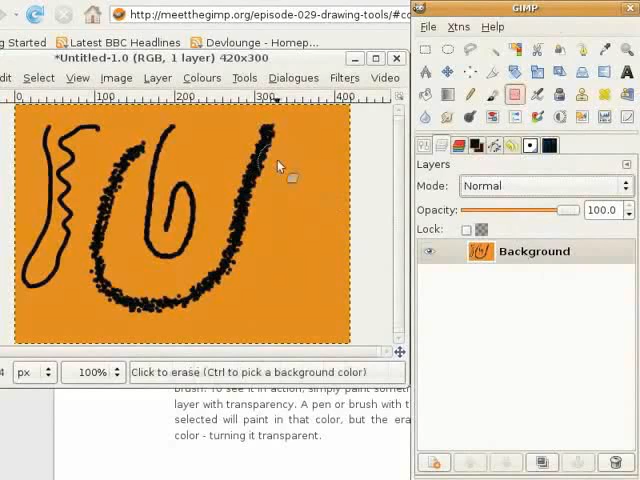 http://meetthegimp.org/episode-029-drawing-tools/#co
g Started Latest BBC Headlines Devlounge - Homep...
*Untitled-1.0 (RGB, 1 layer) 420x300
dit Select View Image Layer Colours Tools Dialogues Filters Video
0 100 200 300 400
4 px 100% Click to erase (Ctrl to pick a background color)
brush. To see it in action, simply paint
layer with transparency. A pen or brush with t
selected will paint in that color, but the era
color - turning it transparent.
GIMP
File Xtns Help
Layers
Mode: Normal
Opacity: 100.0
Lock:
Background